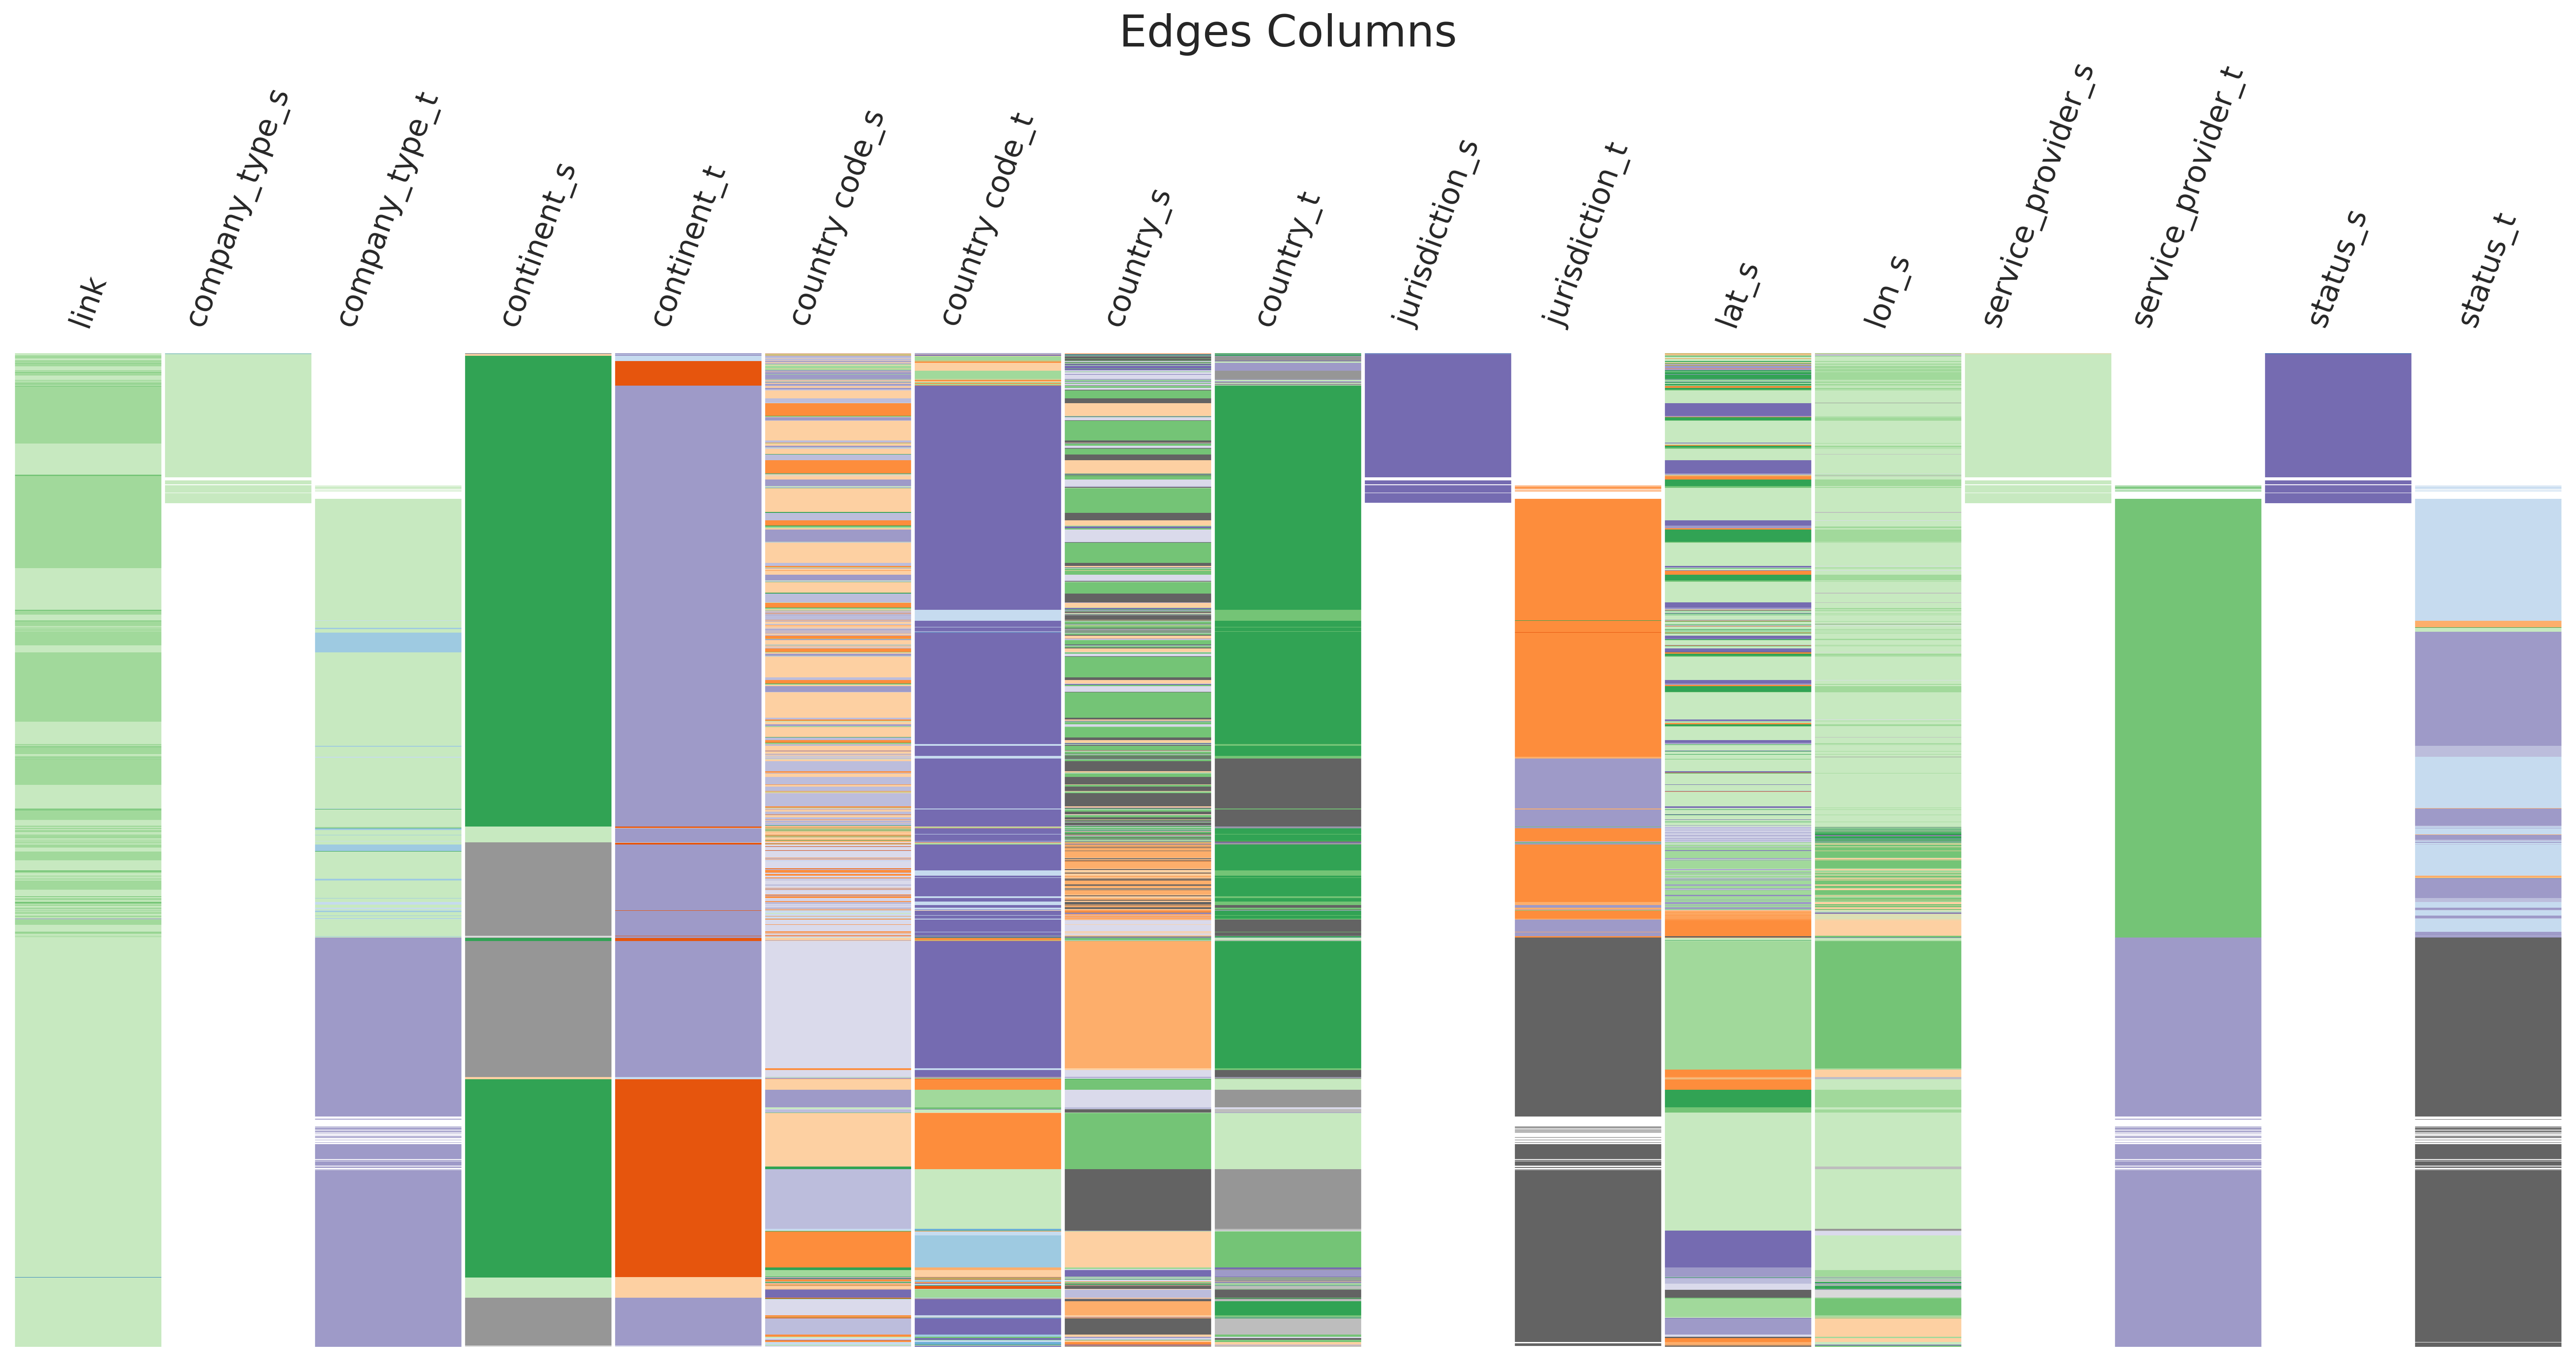 Edges Columns
link
company_type_s
company_type_t
continent_s
continent_t
country code_s
country code_t
country_s
country_t
jurisdiction_s
jurisdiction_t
lat_s
lon_s
service_provider_s
service_provider_t
status_s
status_t